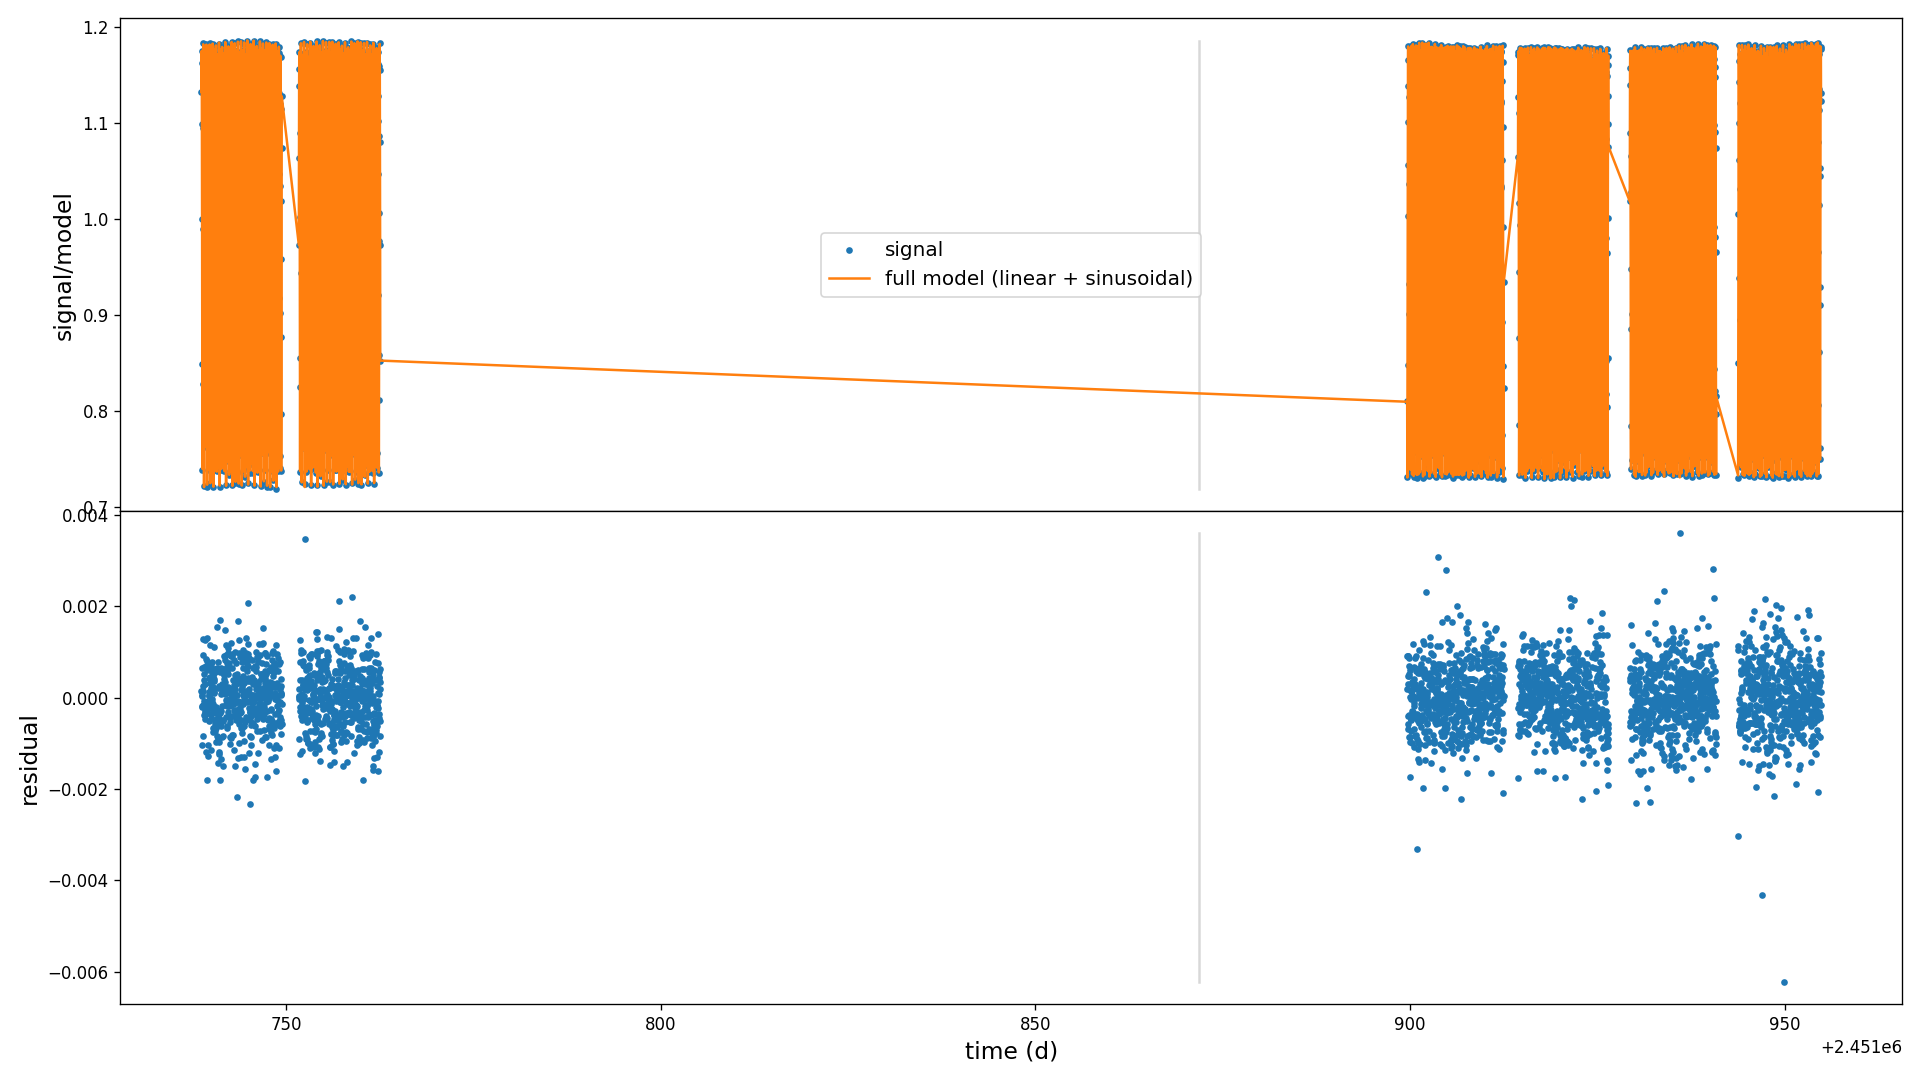 1.2
1.1
1.0
0.9
0.8
0.7
signal/model
signal
full model (linear + sinusoidal)
0.004
0.002
0.000
−0.002
−0.004
−0.006
residual
750
800
850
900
950
time (d)
+2.451e6